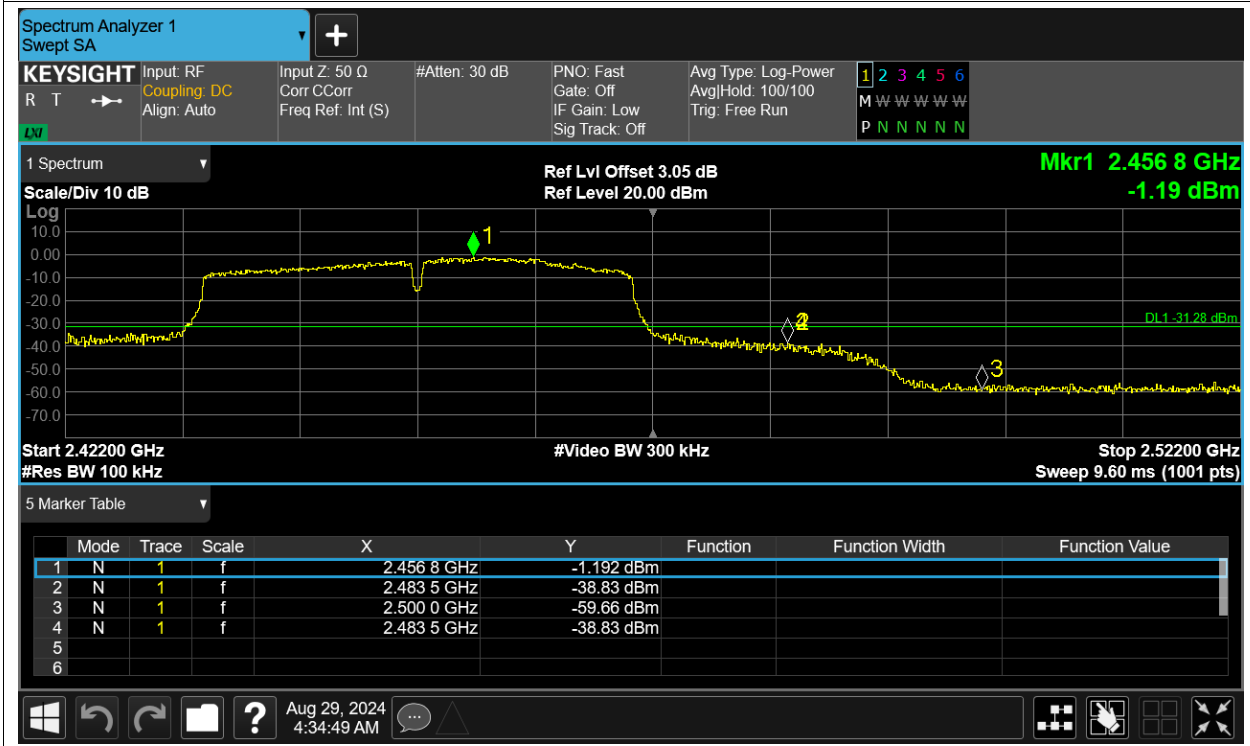 Spectrum Analyzer 1
Swept SA
+
KEYSIGHT
R T
LXI
Input: RF
Coupling: DC
Align: Auto
Input Z: 50 Ω
Corr CCorr
Freq Ref: Int (S)
#Atten: 30 dB
PNO: Fast
Gate: Off
IF Gain: Low
Sig Track: Off
Avg Type: Log-Power
Avg|Hold: 100/100
Trig: Free Run
1 2 3 4 5 6
M W W W W W
P N N N N N
1 Spectrum
Scale/Div 10 dB
Ref Lvl Offset 3.05 dB
Ref Level 20.00 dBm
Mkr1 2.456 8 GHz
-1.19 dBm
Log
10.0
0.00
-10.0
-20.0
-30.0
-40.0
-50.0
-60.0
-70.0
1
2
3
DL1 -31.28 dBm
Start 2.42200 GHz
#Res BW 100 kHz
#Video BW 300 kHz
Stop 2.52200 GHz
Sweep 9.60 ms (1001 pts)
5 Marker Table
Mode Trace Scale X Y Function Function Width Function Value
1 N 1 f 2.456 8 GHz -1.192 dBm
2 N 1 f 2.483 5 GHz -38.83 dBm
3 N 1 f 2.500 0 GHz -59.66 dBm
4 N 1 f 2.483 5 GHz -38.83 dBm
5
6
?
Aug 29, 2024
4:34:49 AM